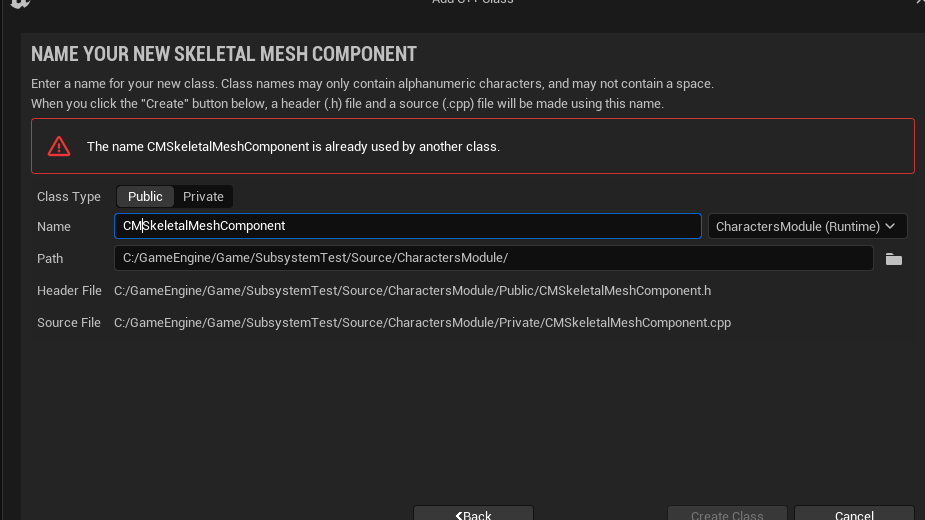 Add C++ Class
NAME YOUR NEW SKELETAL MESH COMPONENT
Enter a name for your new class. Class names may only contain alphanumeric characters, and may not contain a space.
When you click the "Create" button below, a header (.h) file and a source (.cpp) file will be made using this name.
The name CMSkeletalMeshComponent is already used by another class.
Class Type Public Private
Name CMSkeletalMeshComponent CharactersModule (Runtime)
Path C:/GameEngine/Game/SubsystemTest/Source/CharactersModule/
Header File C:/GameEngine/Game/SubsystemTest/Source/CharactersModule/Public/CMSkeletalMeshComponent.h
Source File C:/GameEngine/Game/SubsystemTest/Source/CharactersModule/Private/CMSkeletalMeshComponent.cpp
Back Create Class Cancel